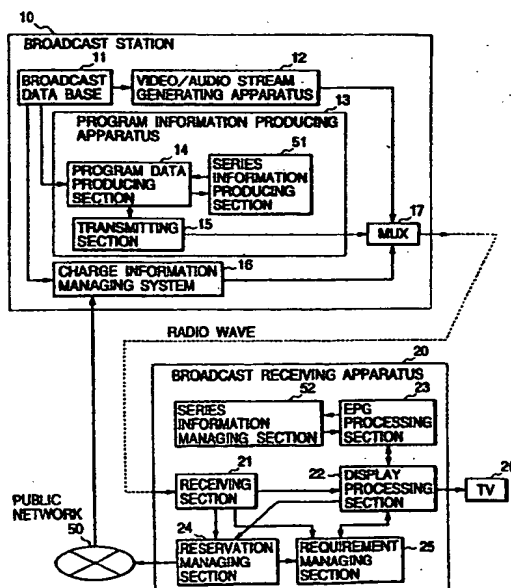 10
BROADCAST STATION
11
BROADCAST
DATA BASE
12
VIDEO/AUDIO STREAM
GENERATING APPARATUS
13
PROGRAM INFORMATION PRODUCING
APPARATUS
14
PROGRAM DATA
PRODUCING
SECTION
51
SERIES
INFORMATION
PRODUCING
SECTION
15
TRANSMITTING
SECTION
17
MUX
16
CHARGE INFORMATION
MANAGING SYSTEM
RADIO WAVE
20
BROADCAST RECEIVING APPARATUS
52
SERIES
INFORMATION
MANAGING SECTION
23
EPG
PROCESSING
SECTION
21
RECEIVING
SECTION
22
DISPLAY
PROCESSING
SECTION
TV
PUBLIC
NETWORK
50
24
RESERVATION
MANAGING
SECTION
REQUIREMENT
MANAGING
SECTION
25